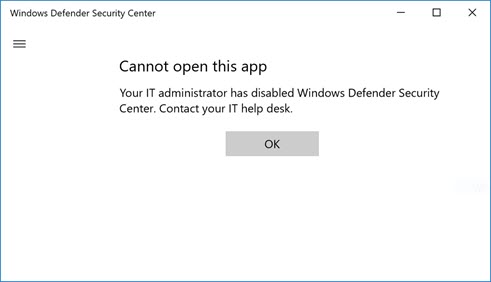 Windows Defender Security Center
Cannot open this app
Your IT administrator has disabled Windows Defender Security
Center. Contact your IT help desk.
OK